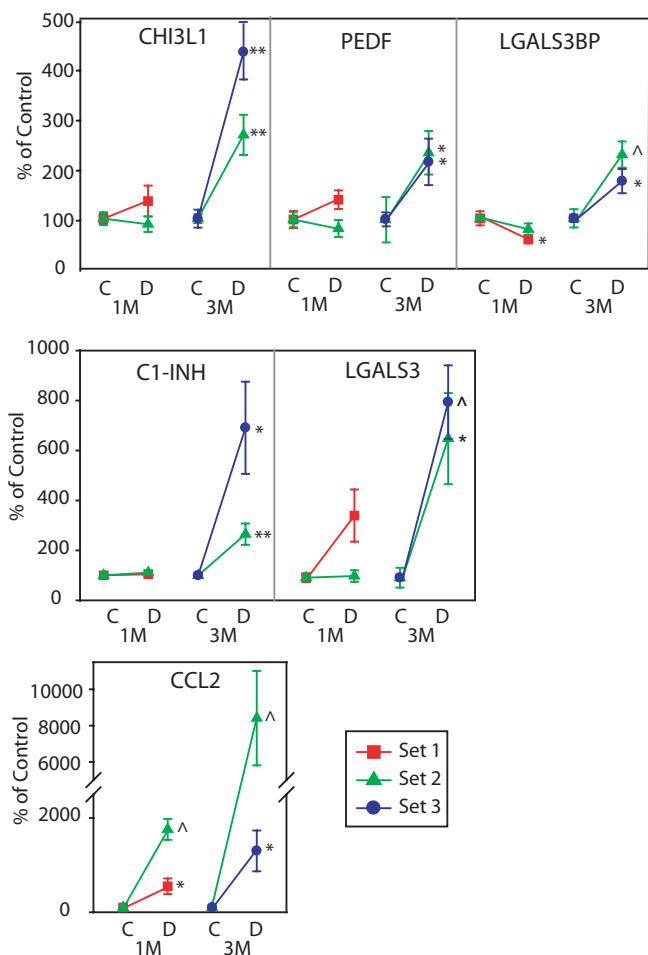 CHI3L1 PEDF LGALS3BP
% of Control
500
400
300
200
100
0
** ** * * ^ * *
C D C D C D C D C D C D
1M 3M 1M 3M 1M 3M
C1-INH LGALS3
% of Control
1000
800
600
400
200
0
* ** ^ *
C D C D C D C D
1M 3M 1M 3M
CCL2
% of Control
10000
8000
6000
2000
0
^ * ^ *
C D C D
1M 3M
Set 1
Set 2
Set 3